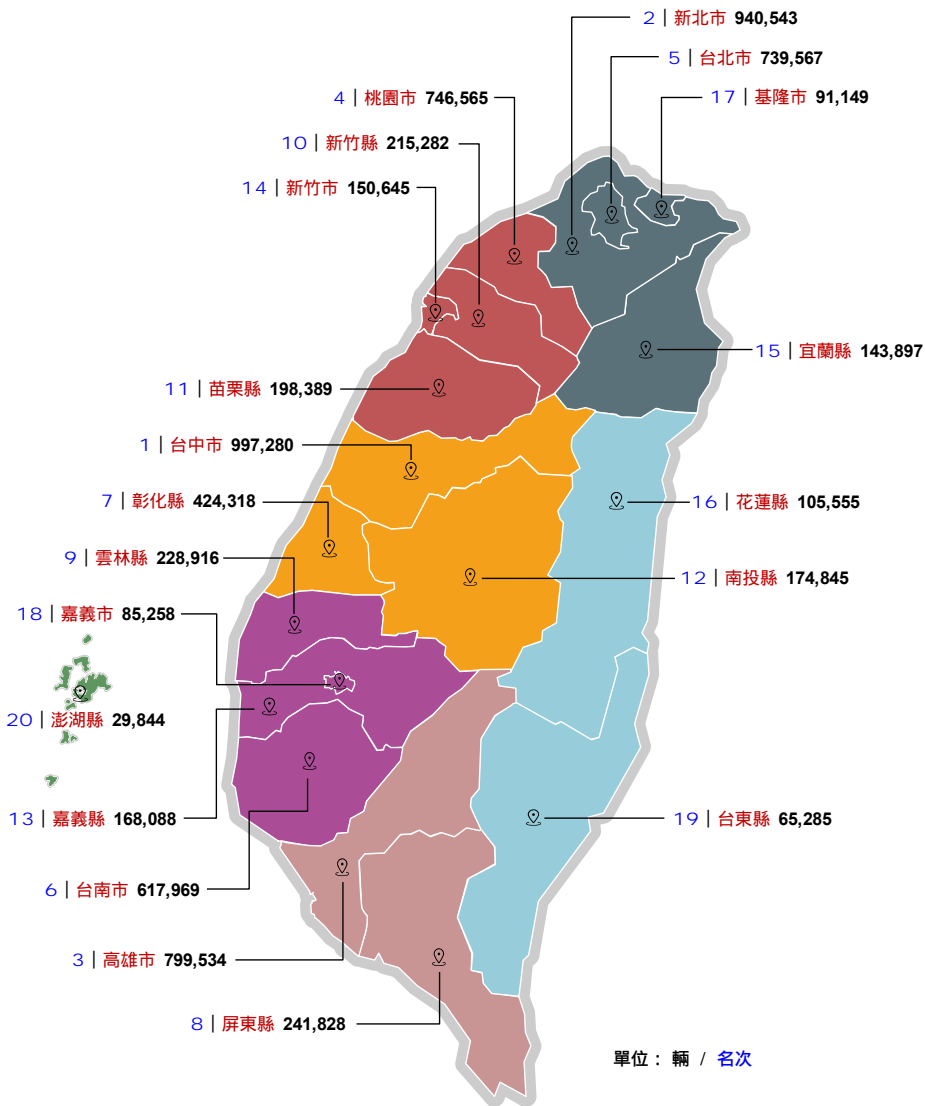 2 | 新北市 940,543
5 | 台北市 739,567
4 | 桃園市 746,565
17 | 基隆市 91,149
10 | 新竹縣 215,282
14 | 新竹市 150,645
15 | 宜蘭縣 143,897
11 | 苗栗縣 198,389
1 | 台中市 997,280
7 | 彰化縣 424,318
16 | 花蓮縣 105,555
9 | 雲林縣 228,916
12 | 南投縣 174,845
18 | 嘉義市 85,258
20 | 澎湖縣 29,844
13 | 嘉義縣 168,088
19 | 台東縣 65,285
6 | 台南市 617,969
3 | 高雄市 799,534
8 | 屏東縣 241,828
單位： 輛 / 名次